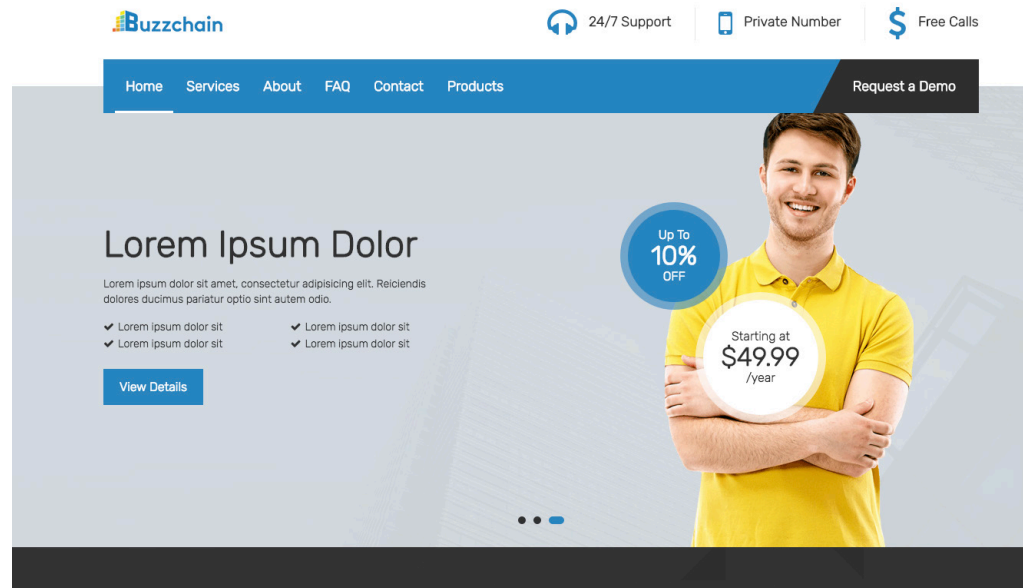 Buzzchain
24/7 Support
Private Number
Free Calls
Home
Services
About
FAQ
Contact
Products
Request a Demo
Lorem Ipsum Dolor
Lorem ipsum dolor sit amet, consectetur adipisicing elit. Reiciendis
dolores ducimus pariatur optio sint autem odio.
Lorem ipsum dolor sit
Lorem ipsum dolor sit
Lorem ipsum dolor sit
Lorem ipsum dolor sit
View Details
Up To
10%
OFF
Starting at
$49.99
/year